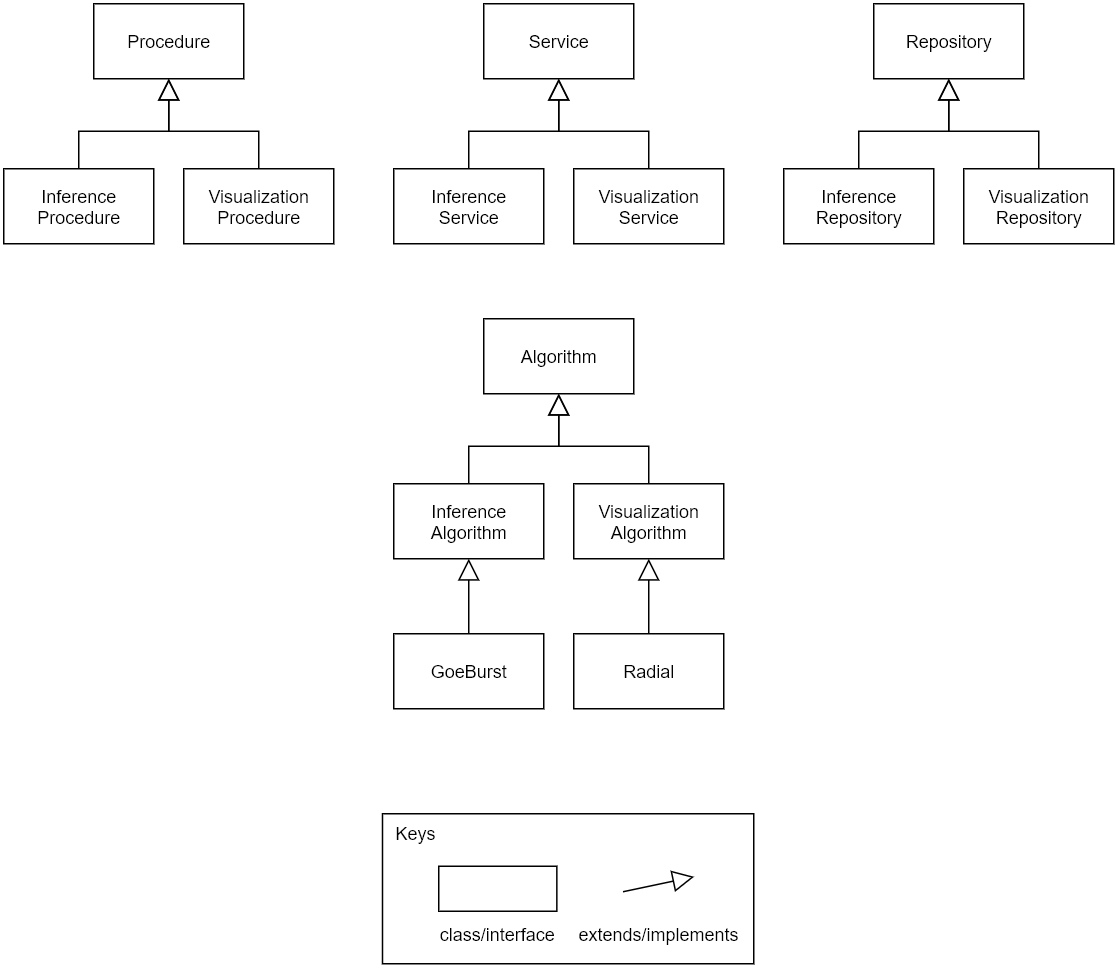 Procedure
Service
Repository
Inference
Procedure
Visualization
Procedure
Inference
Service
Visualization
Service
Inference
Repository
Visualization
Repository
Algorithm
Inference
Algorithm
Visualization
Algorithm
GoeBurst
Radial
Keys
class/interface
extends/implements